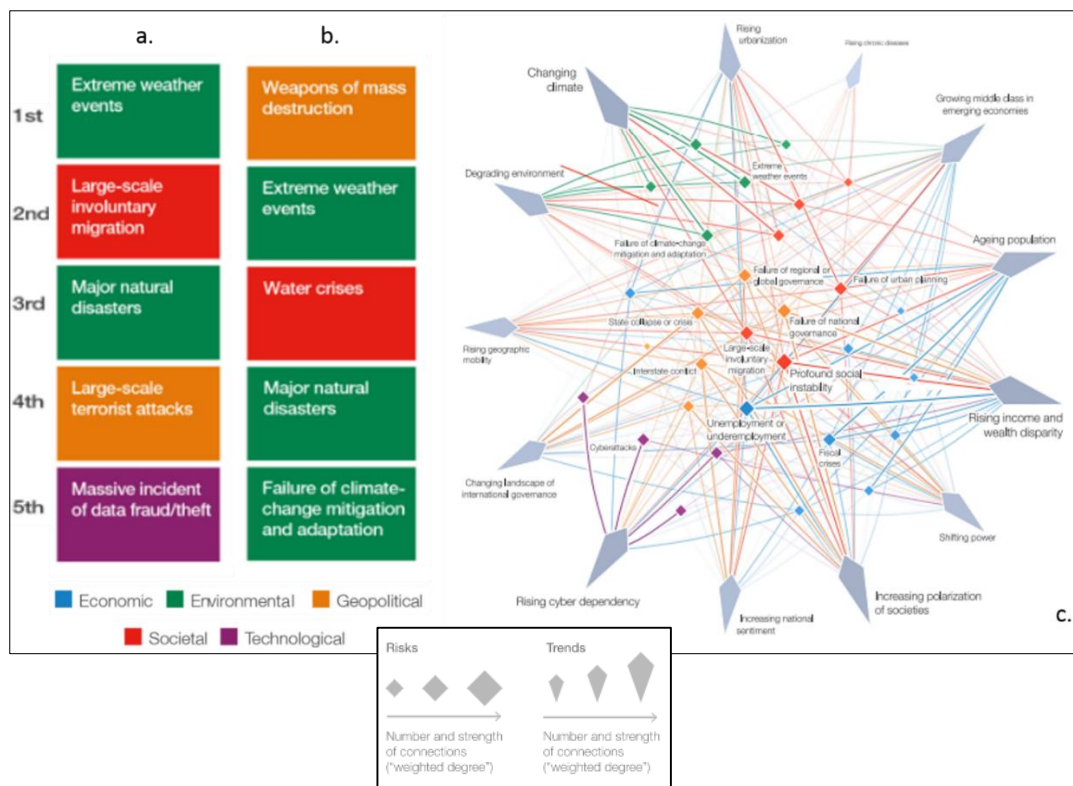 a.
b.
1st
Extreme weather
events
Weapons of mass
destruction
2nd
Large-scale
involuntary
migration
Extreme weather
events
3rd
Major natural
disasters
Water crises
4th
Large-scale
terrorist attacks
Major natural
disasters
5th
Massive incident
of data fraud/theft
Failure of climate-
change mitigation
and adaptation
Economic
Environmental
Geopolitical
Societal
Technological
Rising
urbanization
Rising chronic disease
Changing
climate
Growing middle class in
emerging economies
Degrading environment
Extreme
weather events
Ageing population
Failure of climate-change
mitigation and adaptation
Failure of regional or
global governance
Failure of urban planning
State collapse or crisis
Failure of national
governance
Rising geographic
mobility
Large-scale
involuntary
migration
Interstate conflict
Profound social
instability
Rising income and
wealth disparity
Unemployment or
underemployment
Cyberattacks
Fiscal
crises
Changing landscape of
international governance
Shifting power
Rising cyber dependency
Increasing national
sentiment
Increasing polarization
of societies
c.
Risks
Trends
Number and strength
of connections
("weighted degree")
Number and strength
of connections
("weighted degree")